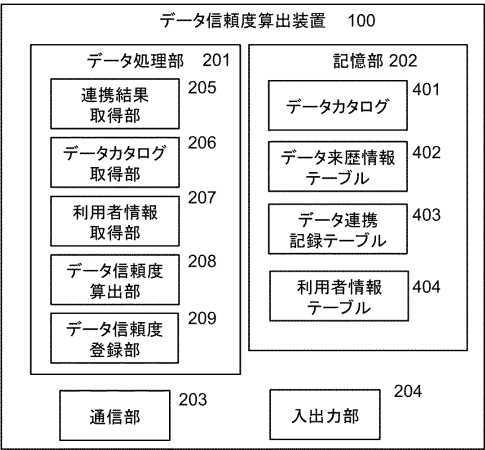 データ信頼度算出装置 100
データ処理部 201
連携結果
取得部
205
データカタログ
取得部
206
利用者情報
取得部
207
データ信頼度
算出部
208
データ信頼度
登録部
209
記憶部 202
データカタログ
401
データ来歴情報
テーブル
402
データ連携
記録テーブル
403
利用者情報
テーブル
404
通信部
203
入出力部
204